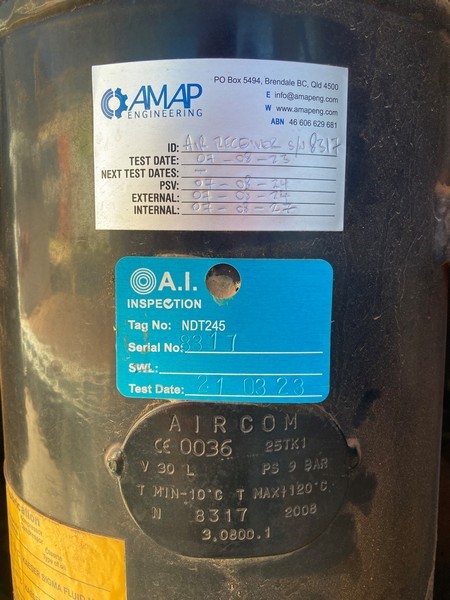 AMAP
ENGINEERING
PO Box 5494, Brendale BC, Qld 4500
E info@amapeng.com
W www.amapeng.com
ABN 46 606 629 681
ID: AIR RECEIVER S/N 8317
TEST DATE: 07-08-23
NEXT TEST DATES: -
PSV: 07-08-24
EXTERNAL: 07-08-24
INTERNAL: 07-08-27
A.I.
INSPECTION
Tag No: NDT245
Serial No: 8317
SWL:
Test Date: 21 03 23
AIRCOM
CE 0036 25TK1
V 30 L PS 9 BAR
T MIN-10°C T MAX+120°C
N 8317 2008
3.0800.1
SIGMA FLUID